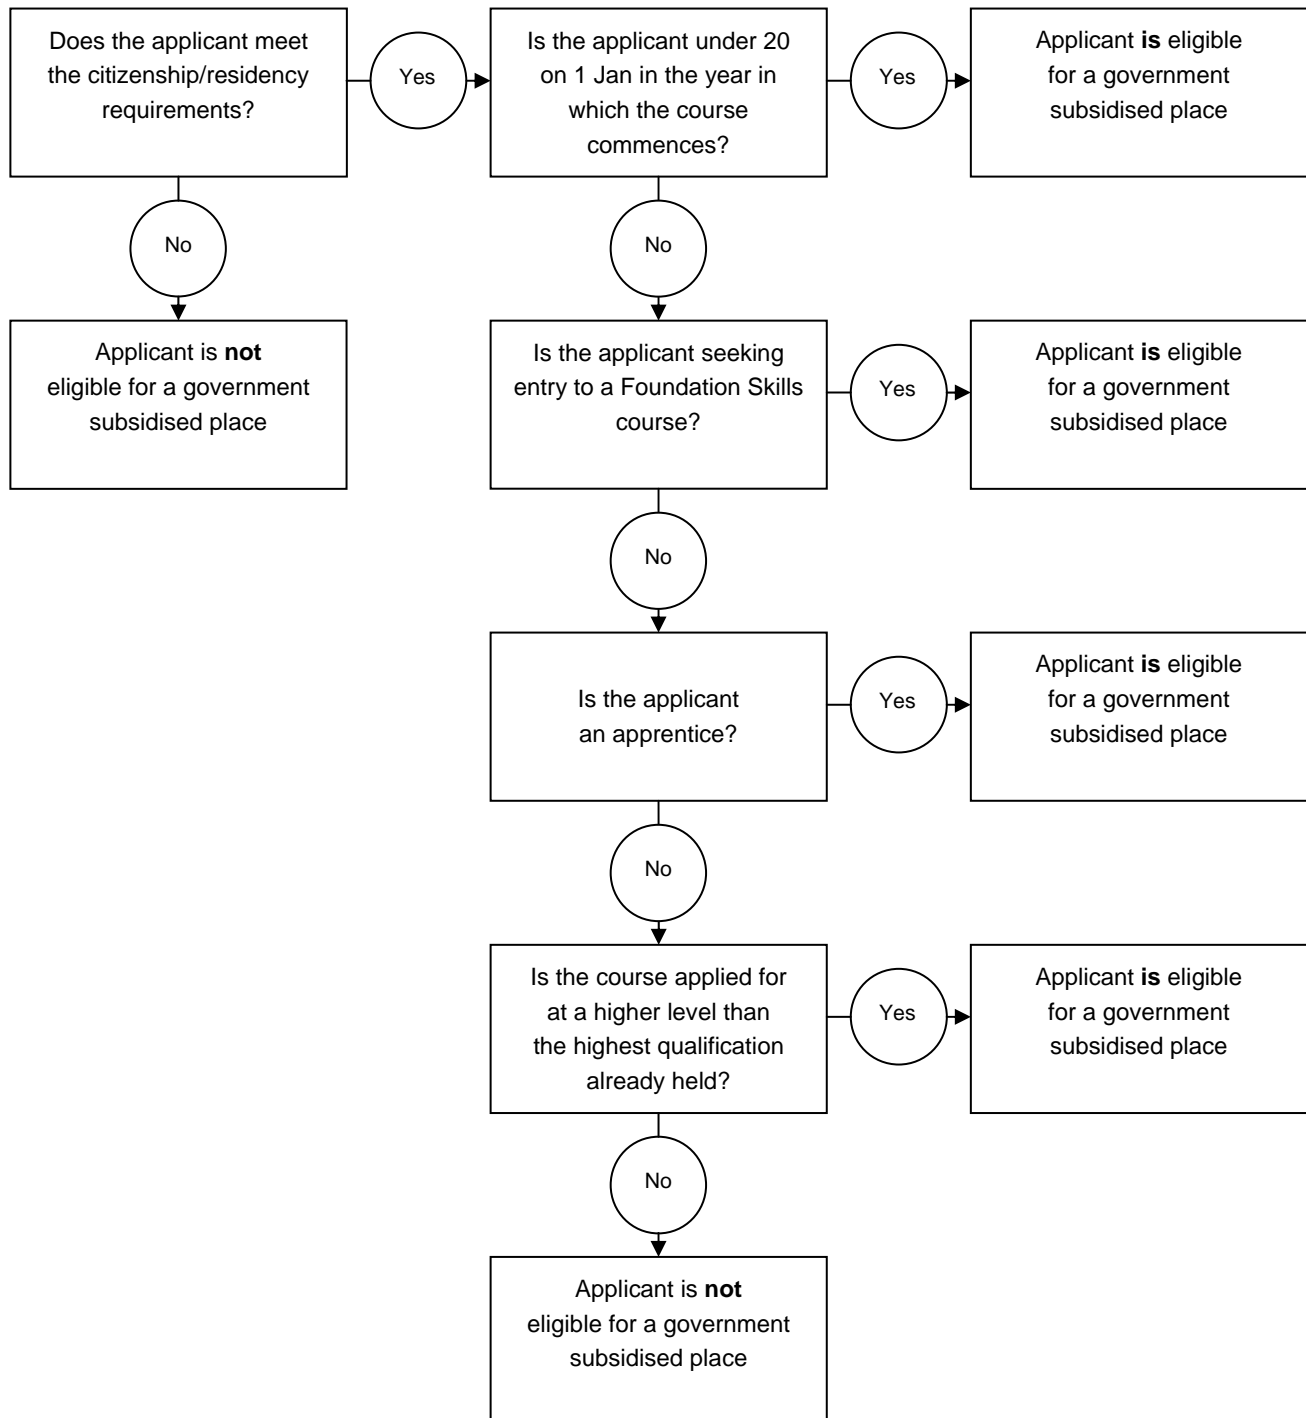 Does the applicant meet
the citizenship/residency
requirements?
Yes
Is the applicant under 20
on 1 Jan in the year in
which the course
commences?
Yes
Applicant is eligible
for a government
subsidised place
No
No
Applicant is not
eligible for a government
subsidised place
Is the applicant seeking
entry to a Foundation Skills
course?
Yes
Applicant is eligible
for a government
subsidised place
No
Is the applicant
an apprentice?
Yes
Applicant is eligible
for a government
subsidised place
No
Is the course applied for
at a higher level than
the highest qualification
already held?
Yes
Applicant is eligible
for a government
subsidised place
No
Applicant is not
eligible for a government
subsidised place